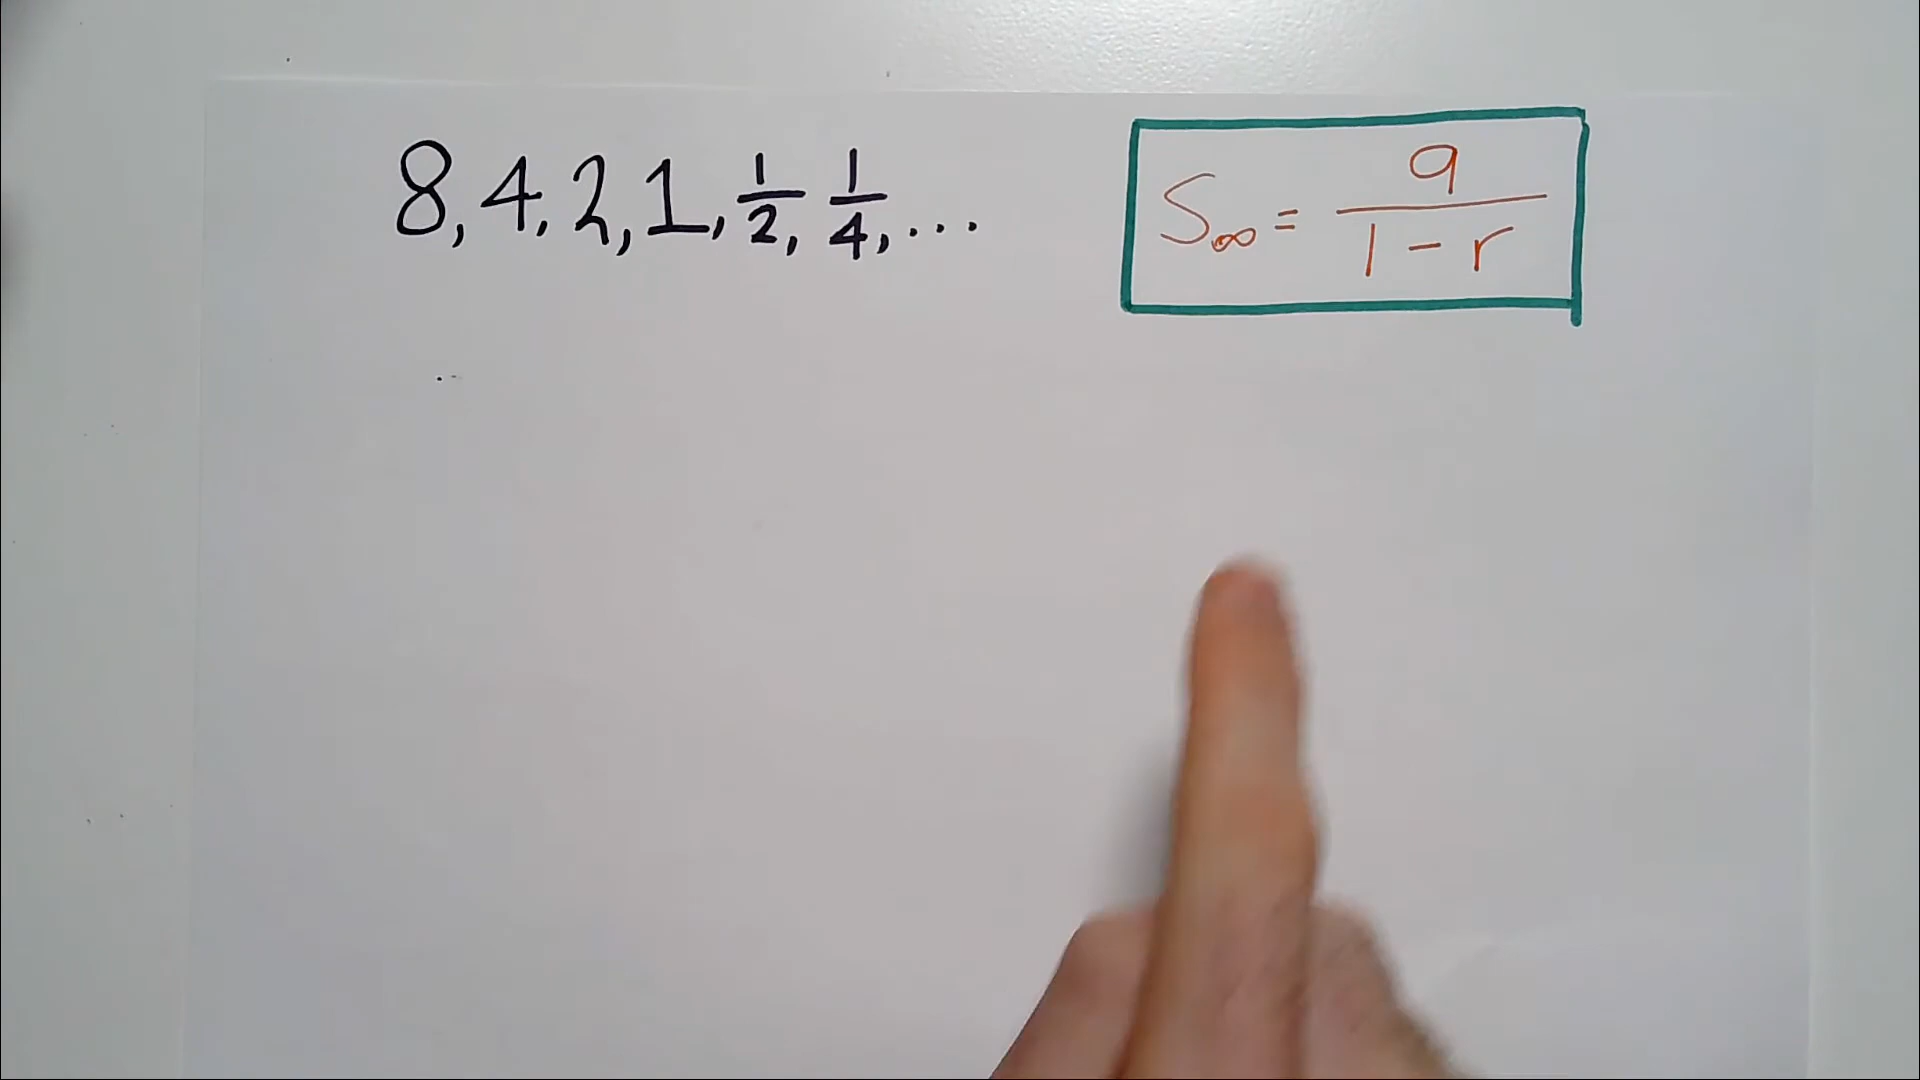 8, 4, 2, 1, 1/2, 1/4, ...
S∞ = a/(1 - r)